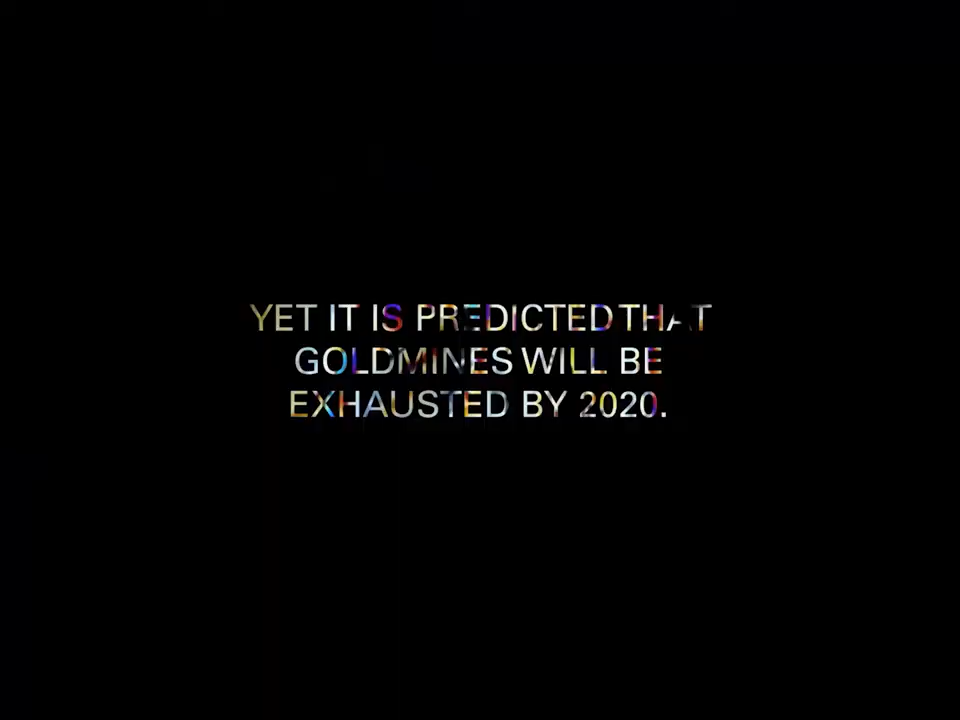 YET IT IS PREDICTED THAT
GOLDMINES WILL BE
EXHAUSTED BY 2020.